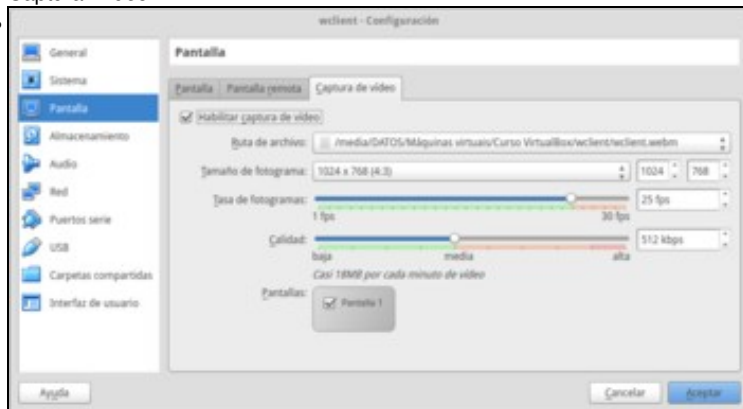 wclient - Configuración
General
Sistema
Pantalla
Almacenamiento
Audio
Red
Puertos serie
USB
Carpetas compartidas
Interfaz de usuario
Pantalla
Pantalla Pantalla remota Captura de vídeo
Habilitar captura de vídeo
Ruta de archivo: /media/DATOS/Máquinas virtuais/Curso VirtualBox/wclient/wclient.webm
Tamaño de fotograma: 1024 x 768 (4:3) 1024 768
Tasa de fotogramas: 25 fps
1 fps 30 fps
Calidad: 512 kbps
baja media alta
Casi 18MB por cada minuto de vídeo
Pantallas: Pantalla 1
Ayuda Cancelar Aceptar